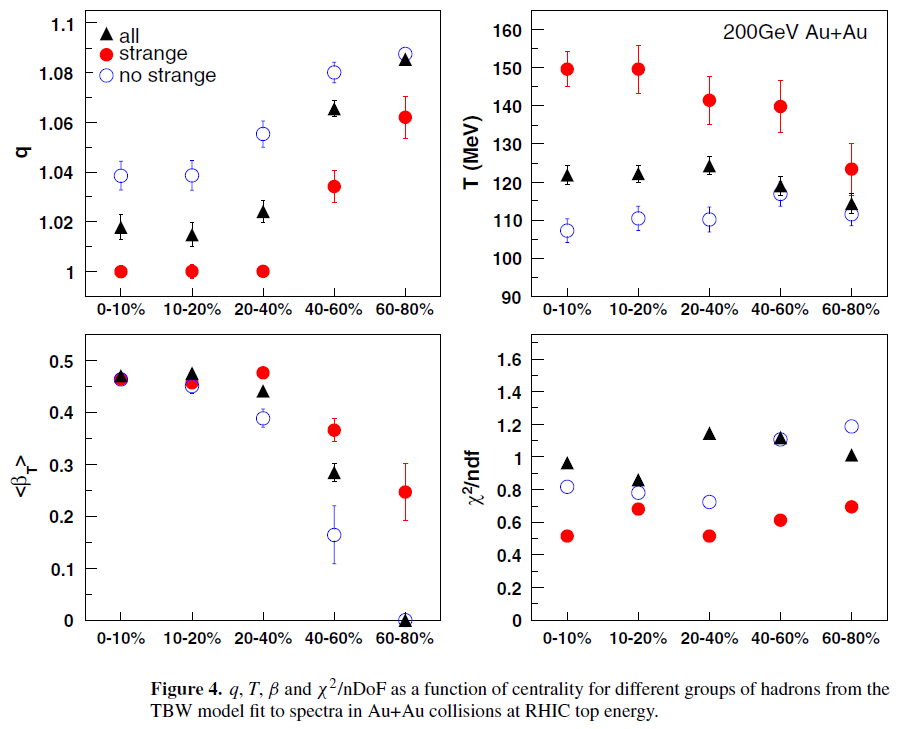 1.1
1.08
1.06
1.04
1.02
1
q
all
strange
no strange
0-10% 10-20% 20-40% 40-60% 60-80%
160
150
140
130
120
110
100
90
T (MeV)
200GeV Au+Au
0-10% 10-20% 20-40% 40-60% 60-80%
0.5
0.4
0.3
0.2
0.1
0
<β_T>
0-10% 10-20% 20-40% 40-60% 60-80%
1.6
1.4
1.2
1
0.8
0.6
0.4
0.2
0
χ²/ndf
0-10% 10-20% 20-40% 40-60% 60-80%
Figure 4. q, T, β and χ²/nDoF as a function of centrality for different groups of hadrons from the
TBW model fit to spectra in Au+Au collisions at RHIC top energy.